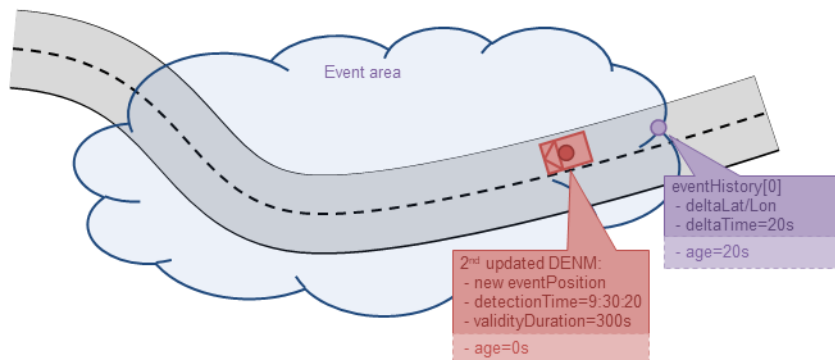 Event area
eventHistory[0]
- deltaLat/Lon
- deltaTime=20s
- age=20s
2nd updated DENM:
- new eventPosition
- detectionTime=9:30:20
- validityDuration=300s
- age=0s